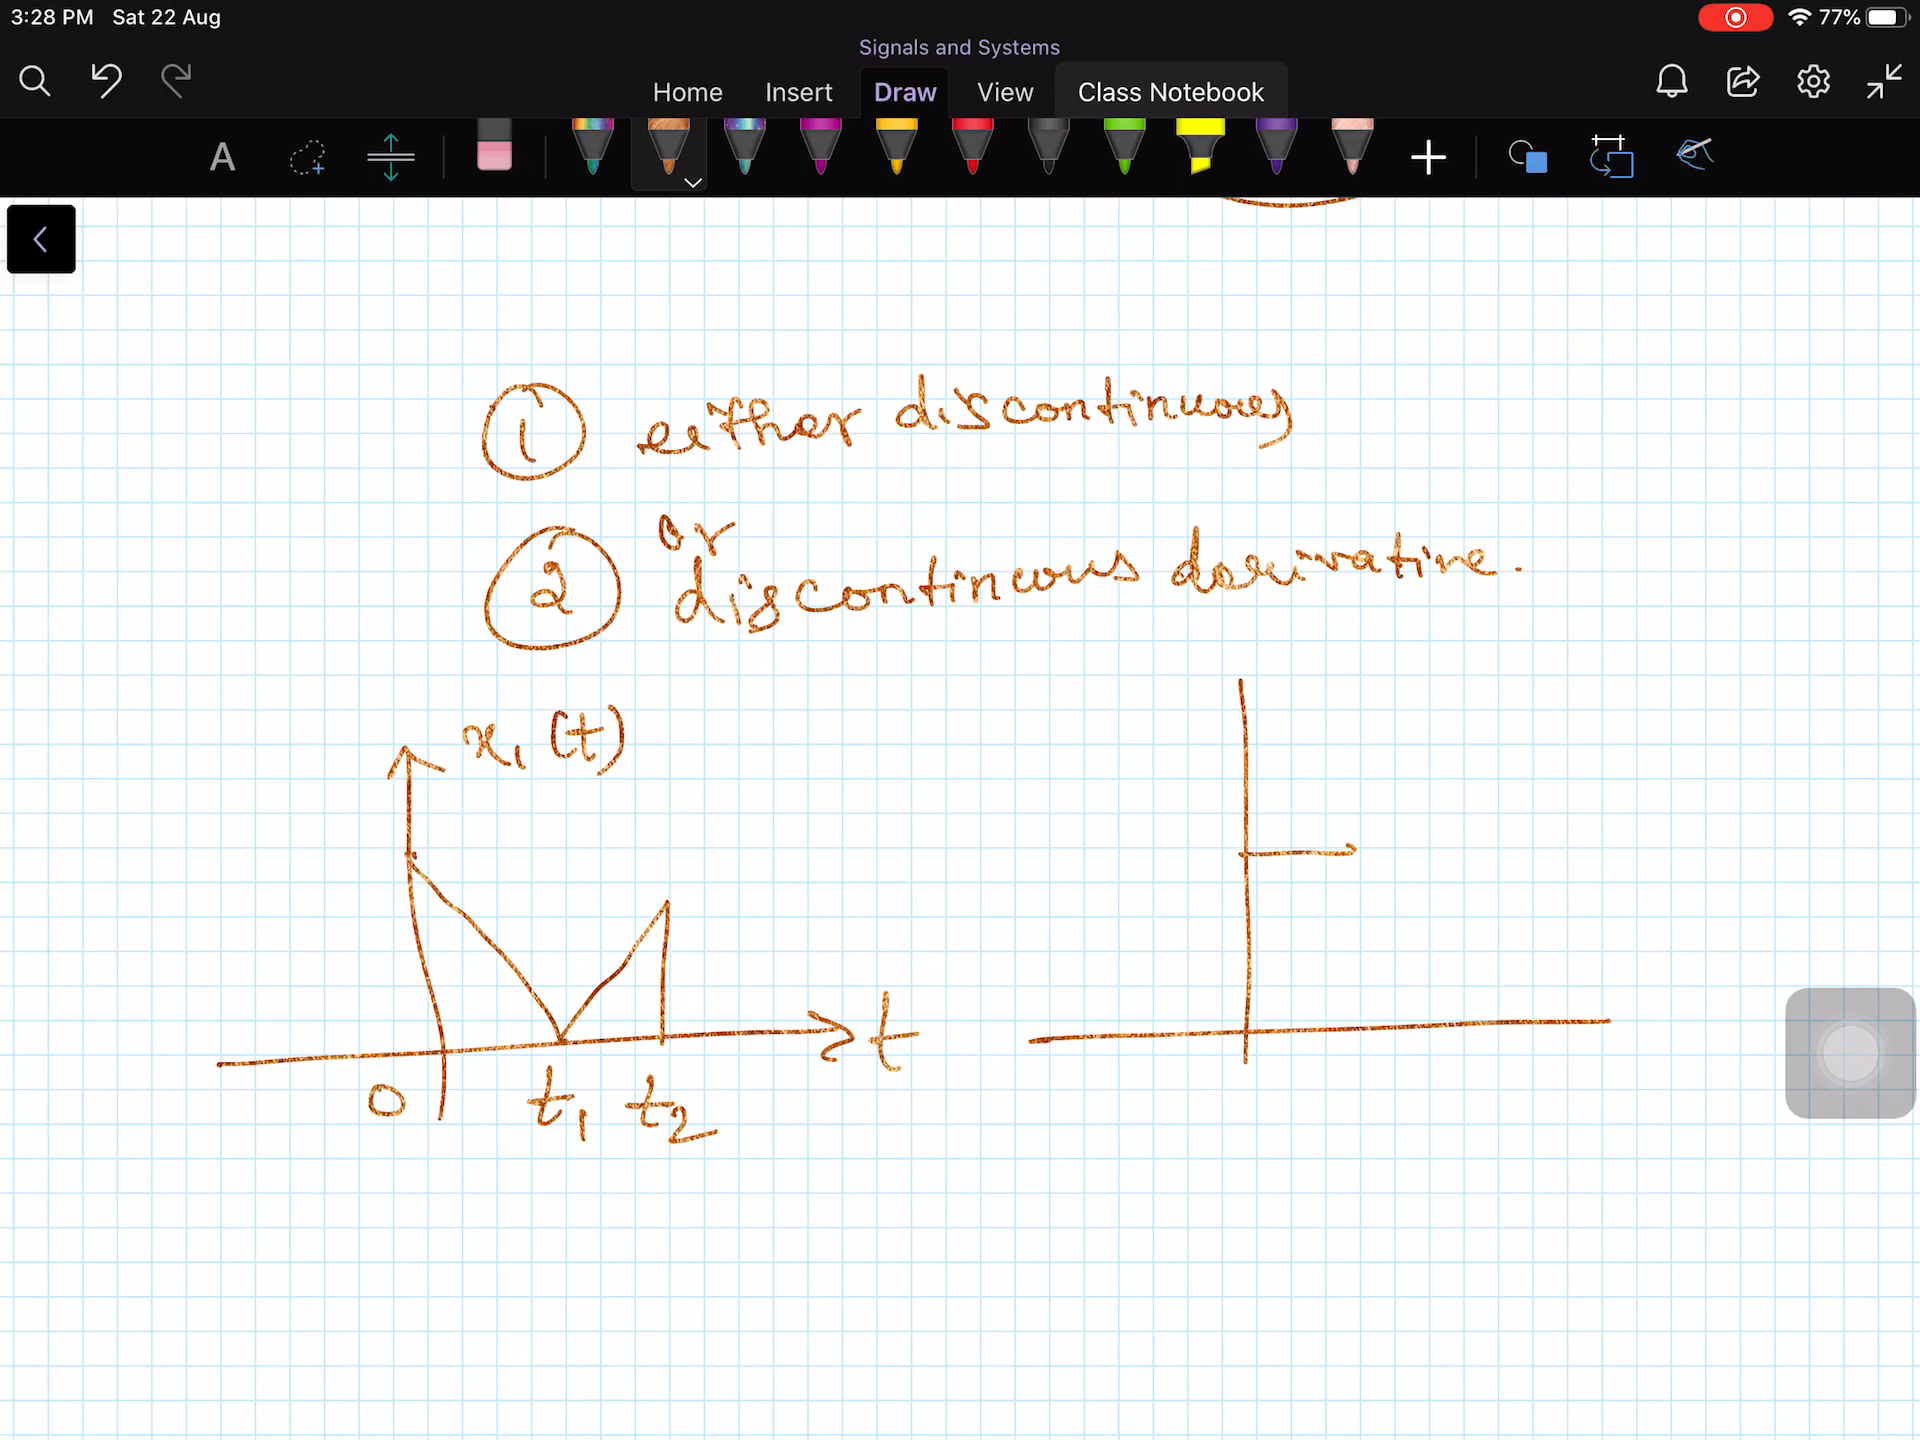 3:28 PM Sat 22 Aug
77%
Signals and Systems
Home Insert Draw View Class Notebook
A
1 either discontinuous
or
2 discontinuous derivative.
x₁(t)
t
0 t₁ t₂